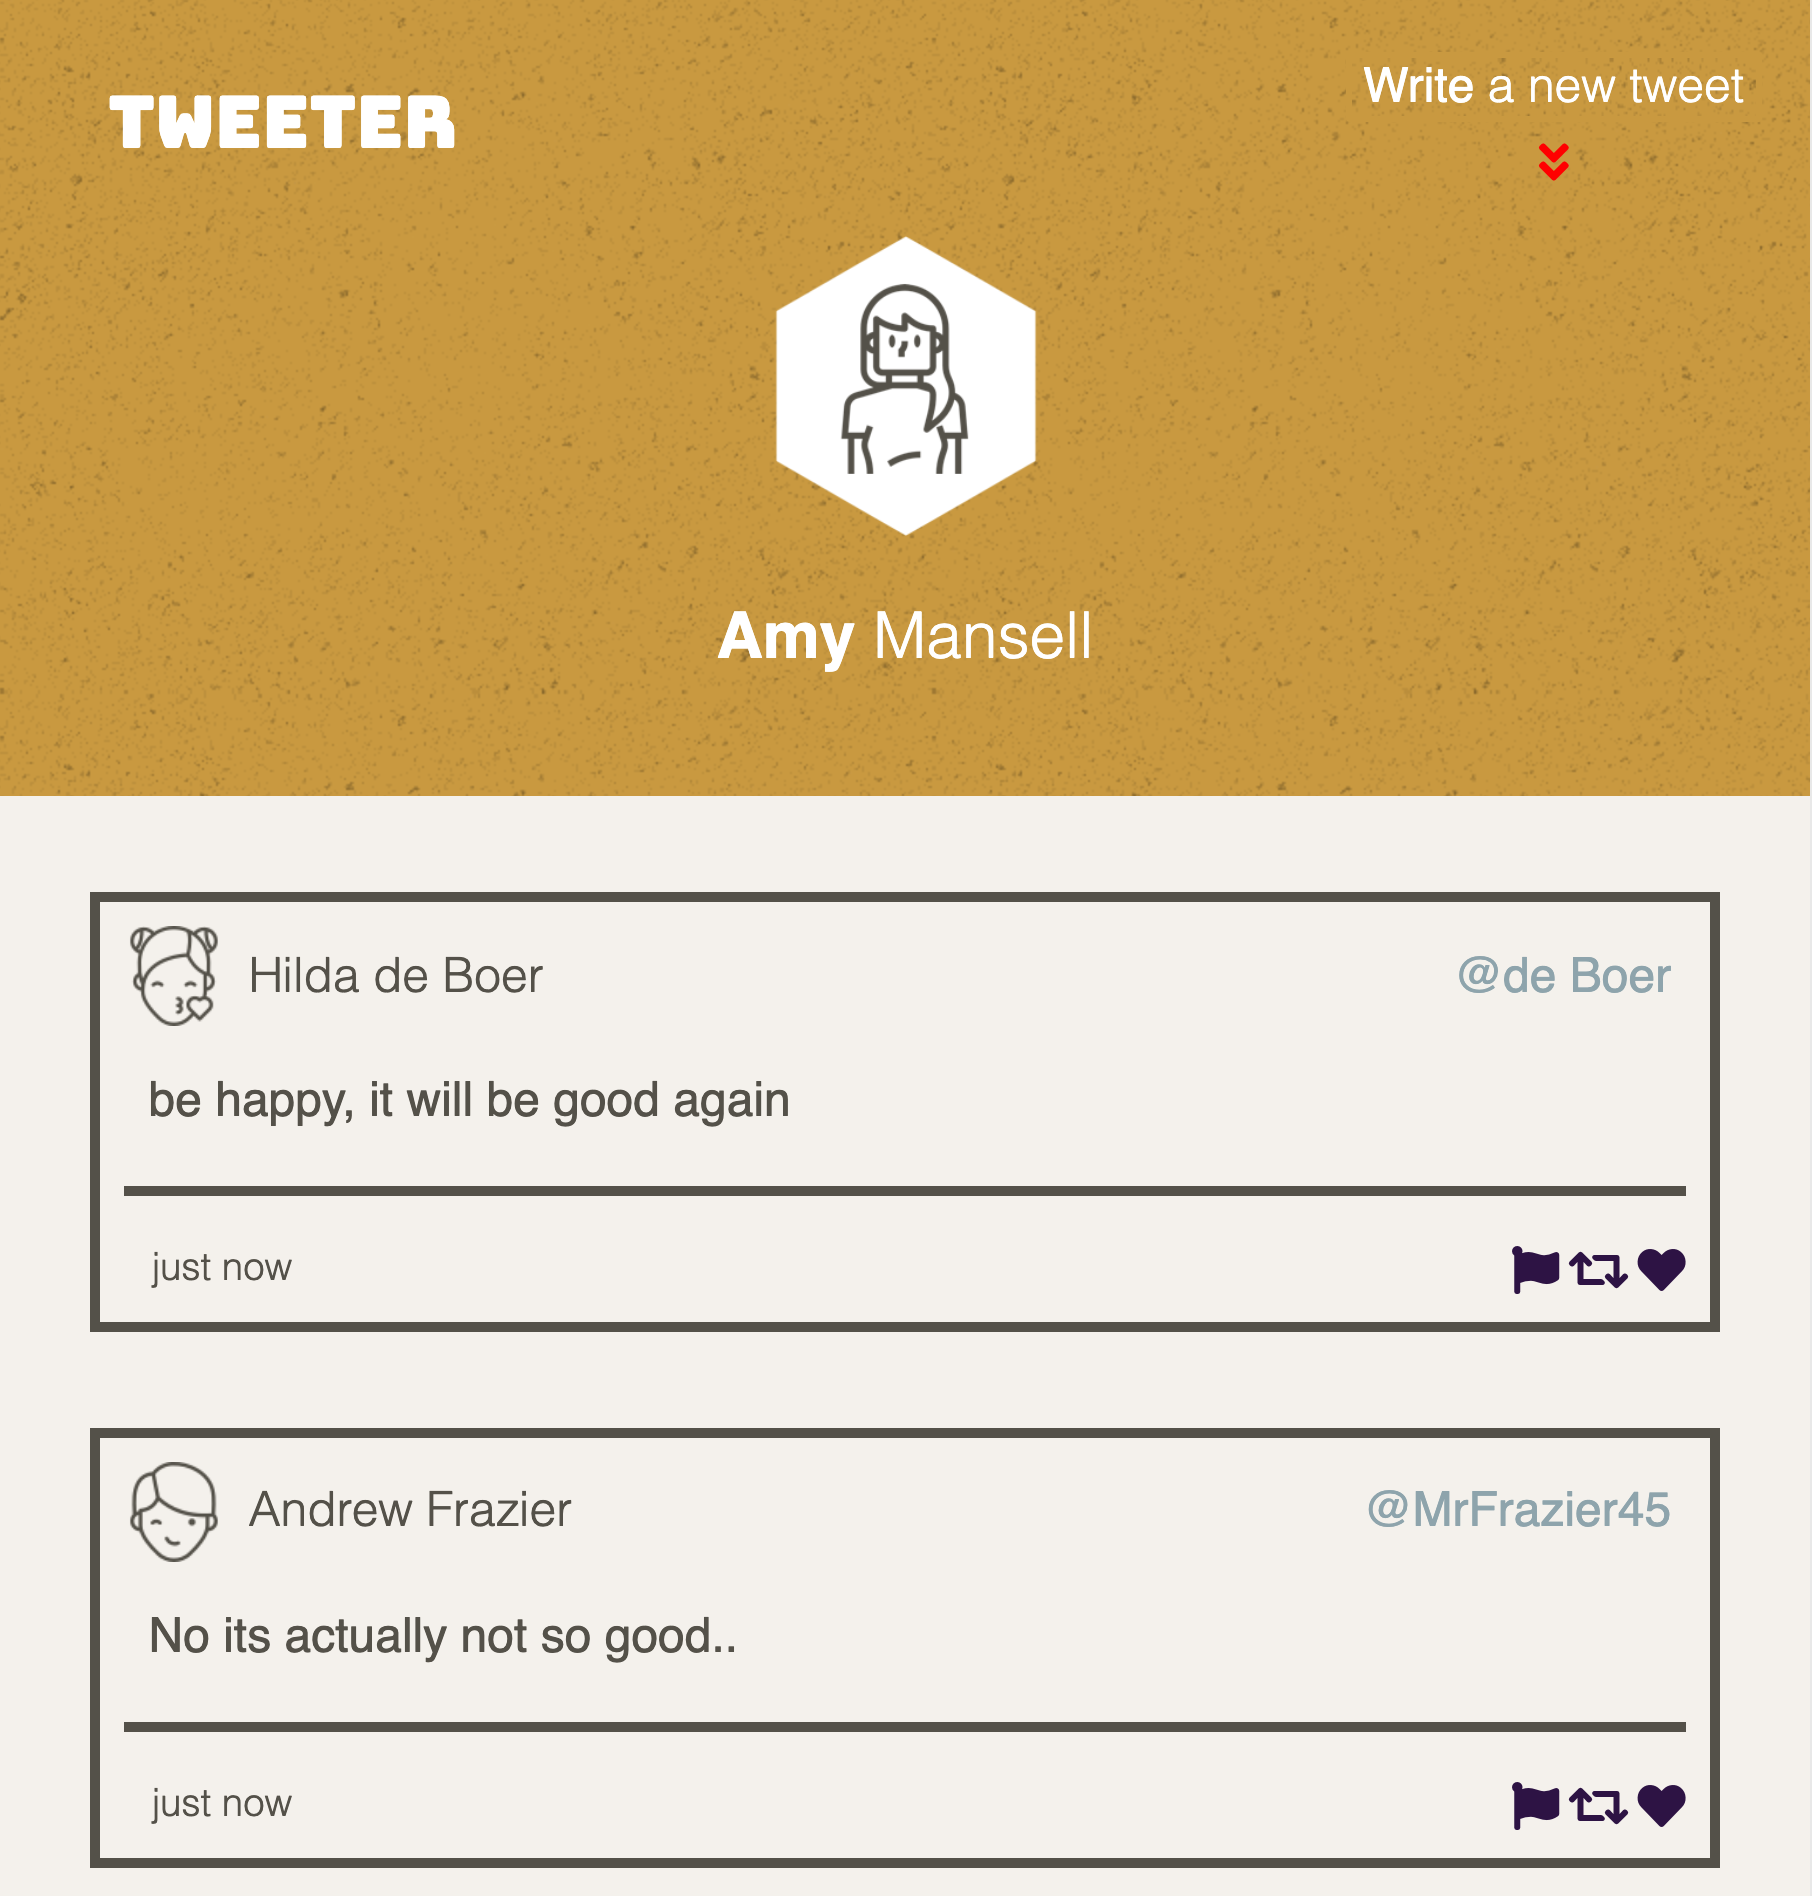 TWEETER
Write a new tweet
Amy Mansell
Hilda de Boer
@de Boer
be happy, it will be good again
just now
Andrew Frazier
@MrFrazier45
No its actually not so good..
just now